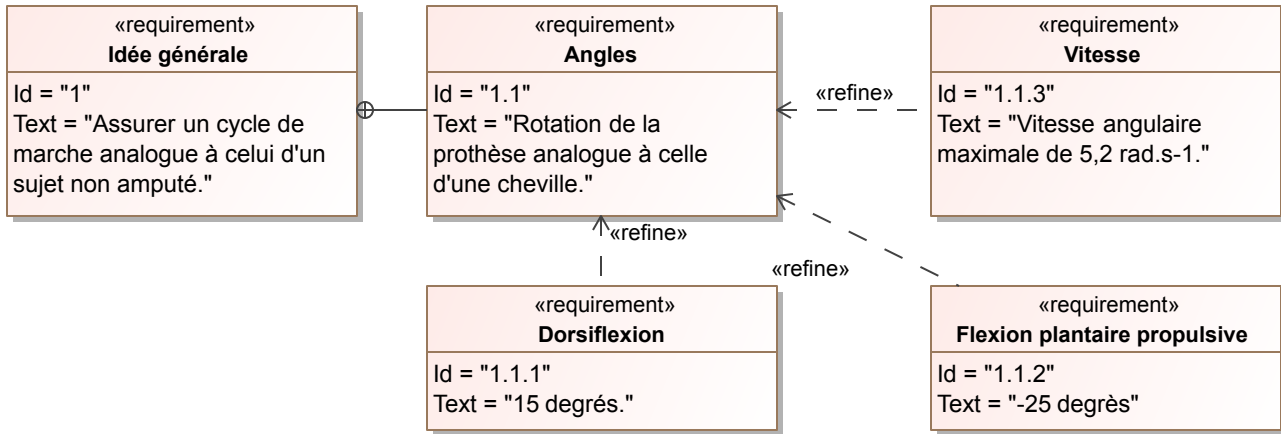 «requirement»
Idée générale
Id = "1"
Text = "Assurer un cycle de
marche analogue à celui d'un
sujet non amputé."
«requirement»
Angles
Id = "1.1"
Text = "Rotation de la
prothèse analogue à celle
d'une cheville."
«refine»
«requirement»
Vitesse
Id = "1.1.3"
Text = "Vitesse angulaire
maximale de 5,2 rad.s-1."
«refine»
«refine»
«requirement»
Dorsiflexion
Id = "1.1.1"
Text = "15 degrés."
«requirement»
Flexion plantaire propulsive
Id = "1.1.2"
Text = "-25 degrès"